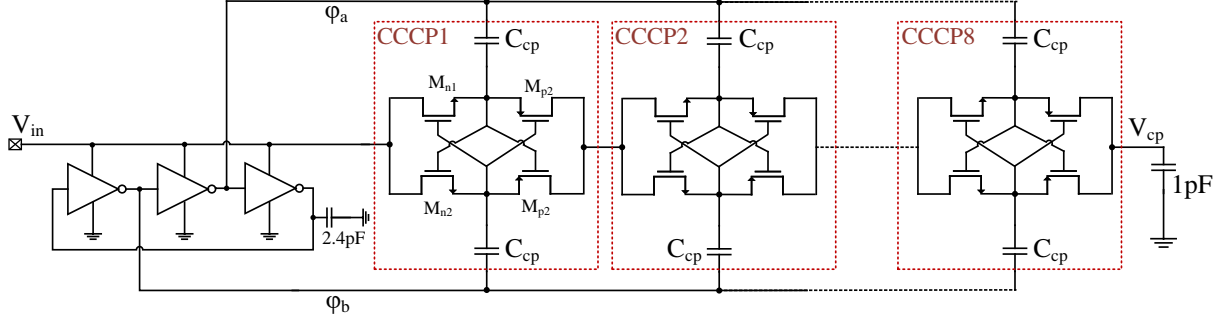 φa
CCCP1
Ccp
CCCP2
Ccp
CCCP8
Ccp
Mn1
Mp2
Vin
Vcp
1pF
Mn2
Mp2
2.4pF
Ccp
Ccp
Ccp
φb